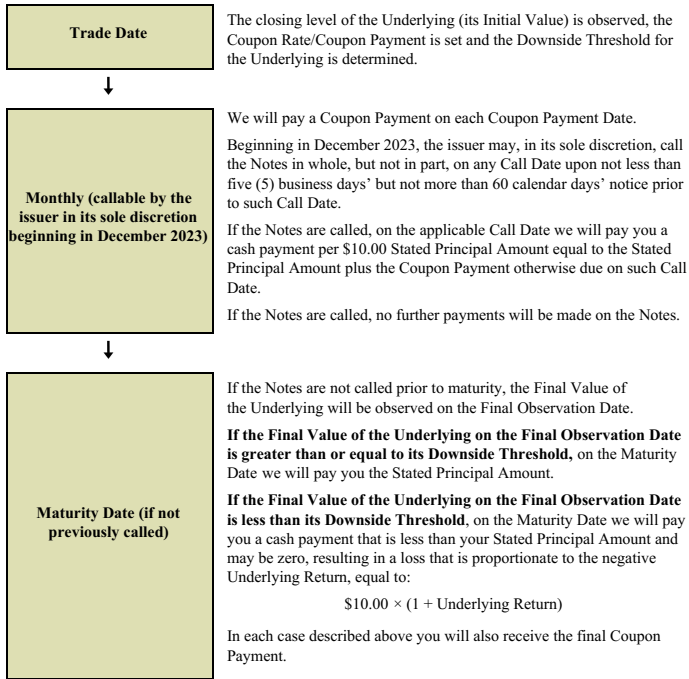 Trade Date
The closing level of the Underlying (its Initial Value) is observed, the
Coupon Rate/Coupon Payment is set and the Downside Threshold for
the Underlying is determined.
Monthly (callable by the
issuer in its sole discretion
beginning in December 2023)
We will pay a Coupon Payment on each Coupon Payment Date.
Beginning in December 2023, the issuer may, in its sole discretion, call
the Notes in whole, but not in part, on any Call Date upon not less than
five (5) business days’ but not more than 60 calendar days’ notice prior
to such Call Date.
If the Notes are called, on the applicable Call Date we will pay you a
cash payment per $10.00 Stated Principal Amount equal to the Stated
Principal Amount plus the Coupon Payment otherwise due on such Call
Date.
If the Notes are called, no further payments will be made on the Notes.
Maturity Date (if not
previously called)
If the Notes are not called prior to maturity, the Final Value of
the Underlying will be observed on the Final Observation Date.
If the Final Value of the Underlying on the Final Observation Date
is greater than or equal to its Downside Threshold, on the Maturity
Date we will pay you the Stated Principal Amount.
If the Final Value of the Underlying on the Final Observation Date
is less than its Downside Threshold, on the Maturity Date we will pay
you a cash payment that is less than your Stated Principal Amount and
may be zero, resulting in a loss that is proportionate to the negative
Underlying Return, equal to:
$10.00 × (1 + Underlying Return)
In each case described above you will also receive the final Coupon
Payment.